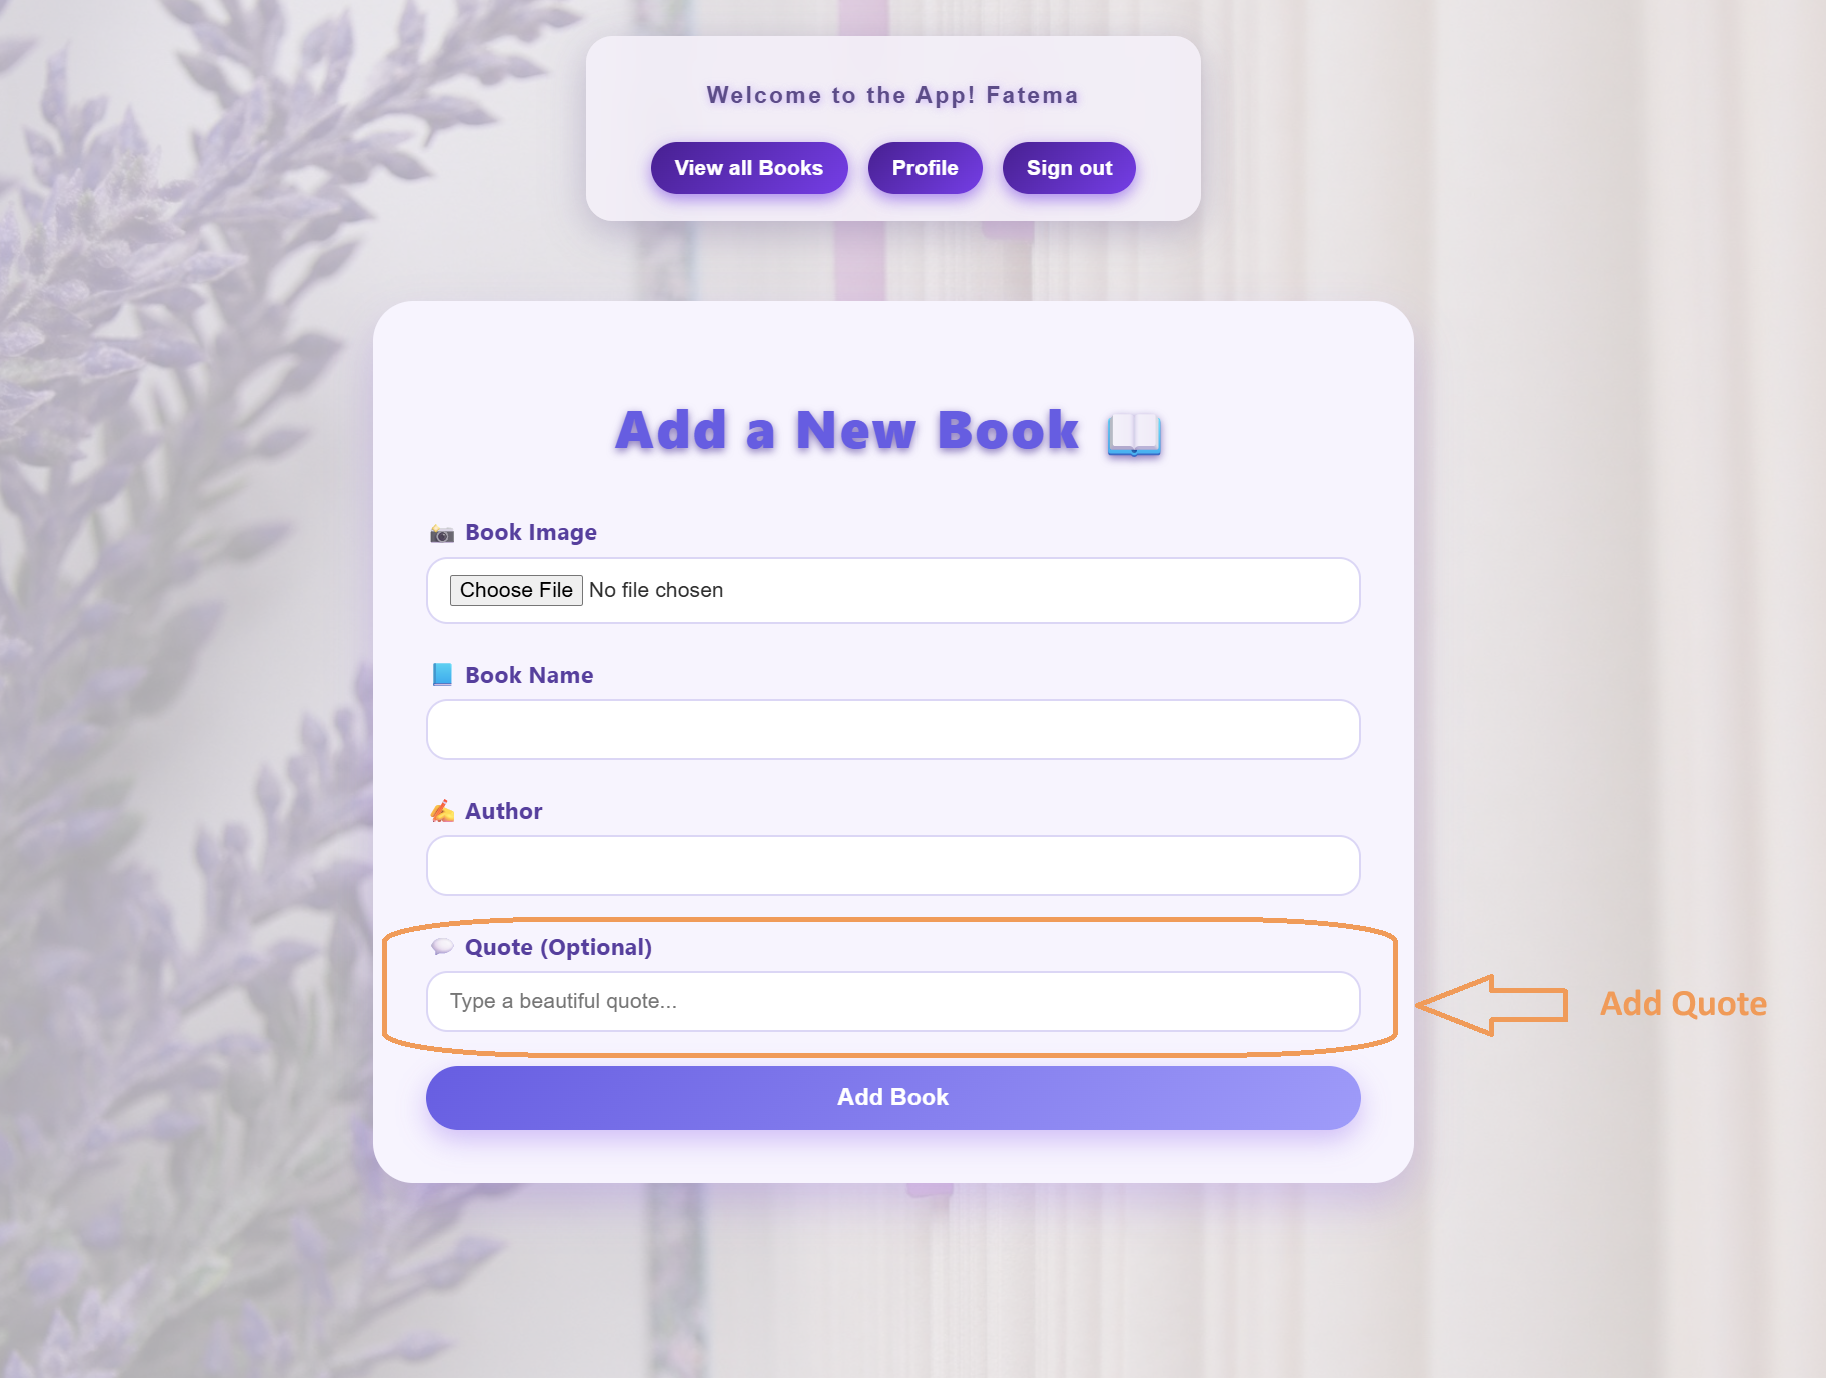 Welcome to the App! Fatema
View all Books
Profile
Sign out
Add a New Book 📖
📸 Book Image
Choose File No file chosen
📘 Book Name
✍️ Author
💬 Quote (Optional)
Type a beautiful quote...
Add Quote
Add Book